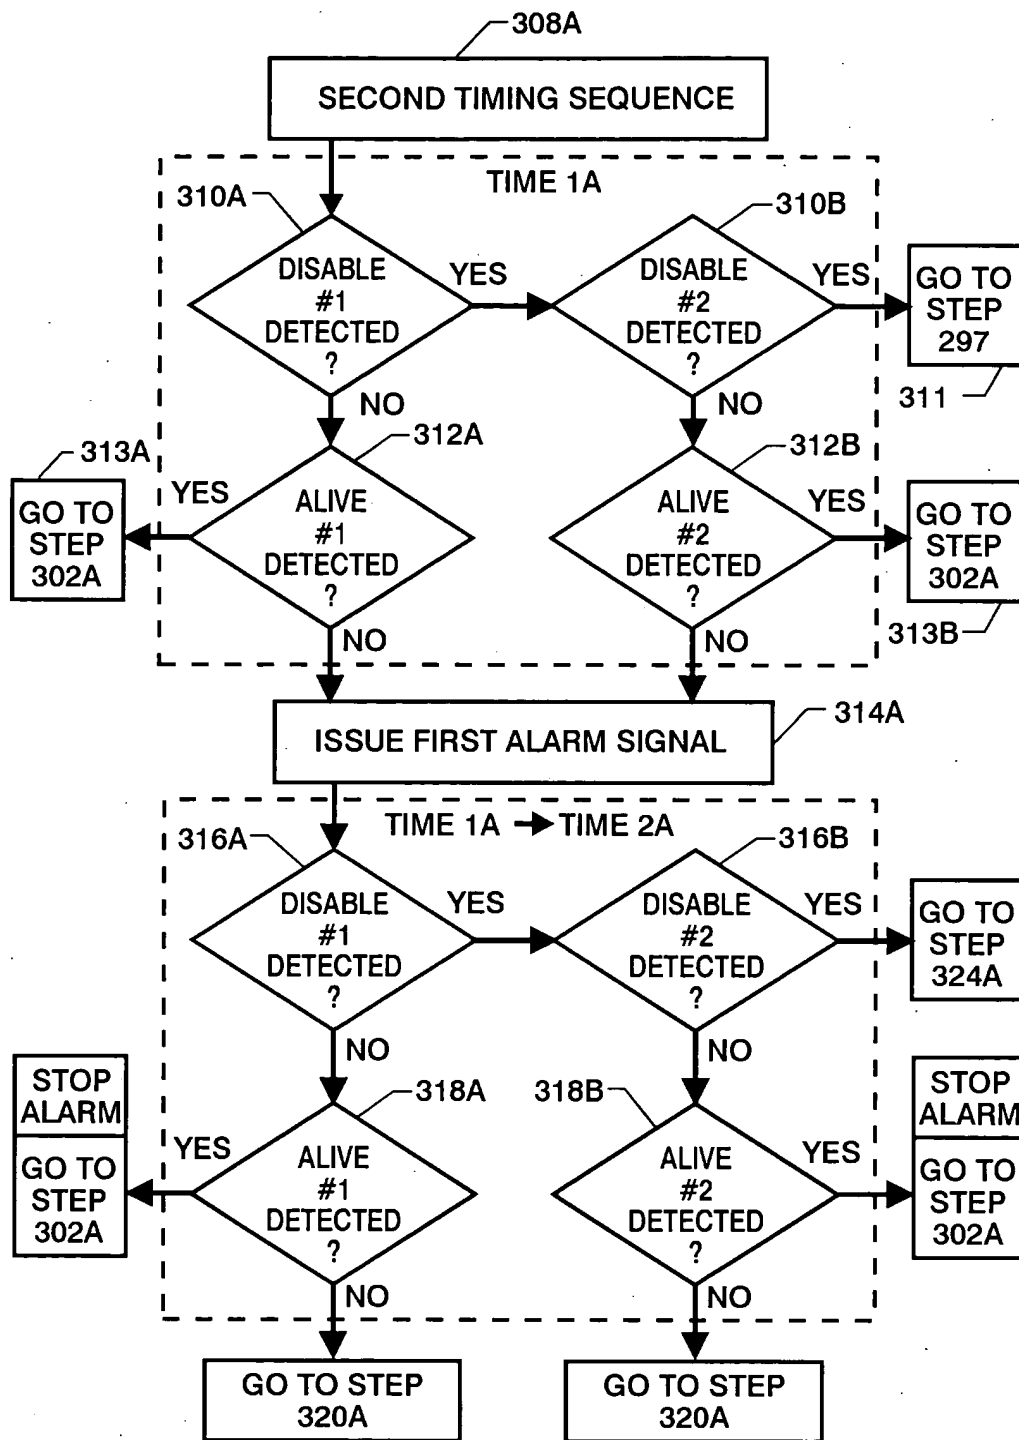 308A
SECOND TIMING SEQUENCE
TIME 1A
310A
310B
DISABLE
#1
DETECTED
?
YES
DISABLE
#2
DETECTED
?
YES
GO TO
STEP
297
311
NO
NO
312A
312B
313A
YES
GO TO
STEP
302A
ALIVE
#1
DETECTED
?
ALIVE
#2
DETECTED
?
YES
GO TO
STEP
302A
313B
NO
NO
314A
ISSUE FIRST ALARM SIGNAL
TIME 1A → TIME 2A
316A
316B
DISABLE
#1
DETECTED
?
YES
DISABLE
#2
DETECTED
?
YES
GO TO
STEP
324A
NO
NO
318A
318B
STOP
ALARM
GO TO
STEP
302A
YES
ALIVE
#1
DETECTED
?
ALIVE
#2
DETECTED
?
YES
STOP
ALARM
GO TO
STEP
302A
NO
NO
GO TO STEP
320A
GO TO STEP
320A